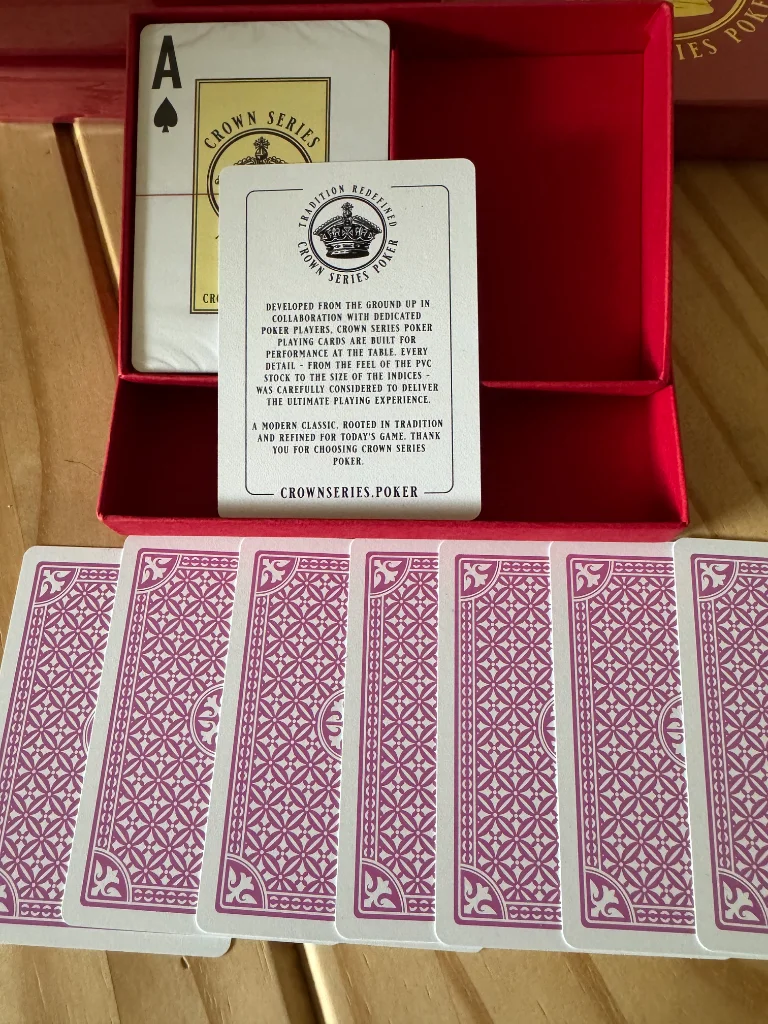 IES POKE
A
CROWN SERIES
CRO
TRADITION REDEFINED
CROWN SERIES POKER
DEVELOPED FROM THE GROUND UP IN
COLLABORATION WITH DEDICATED
POKER PLAYERS, CROWN SERIES POKER
PLAYING CARDS ARE BUILT FOR
PERFORMANCE AT THE TABLE. EVERY
DETAIL - FROM THE FEEL OF THE PVC
STOCK TO THE SIZE OF THE INDICES -
WAS CAREFULLY CONSIDERED TO DELIVER
THE ULTIMATE PLAYING EXPERIENCE.
A MODERN CLASSIC, ROOTED IN TRADITION
AND REFINED FOR TODAY'S GAME. THANK
YOU FOR CHOOSING CROWN SERIES
POKER.
CROWNSERIES.POKER